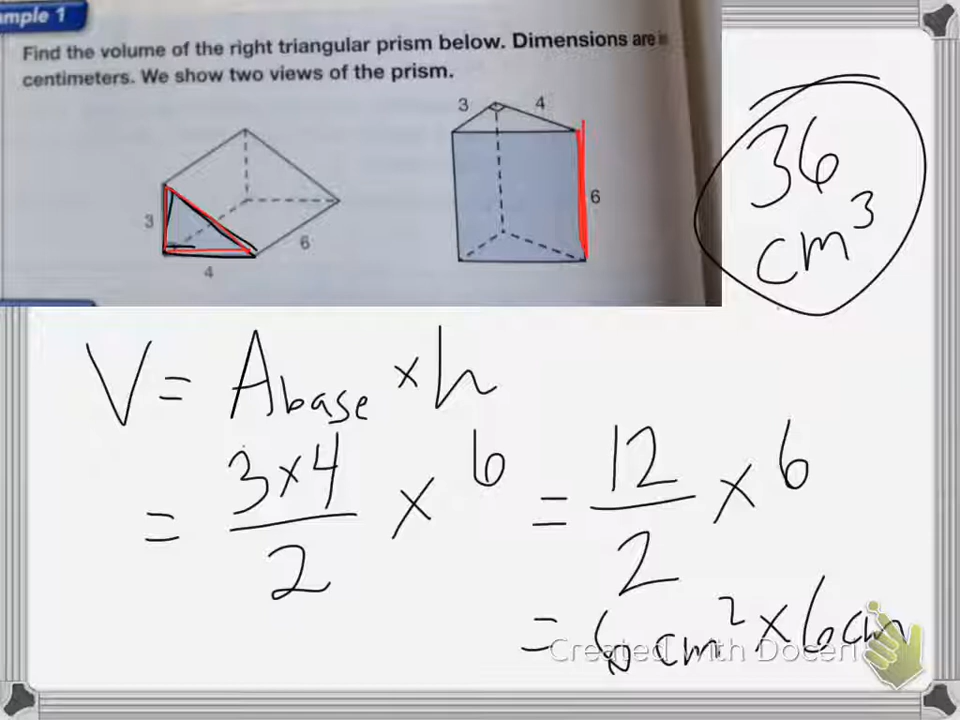 mple 1
Find the volume of the right triangular prism below. Dimensions are i
centimeters. We show two views of the prism.
3
4
6
3
4
6
36
cm³
V = Abase × h
= 3×4/2 × 6 = 12/2 × 6
= 6 cm² × 6 cm
Created with Doceri